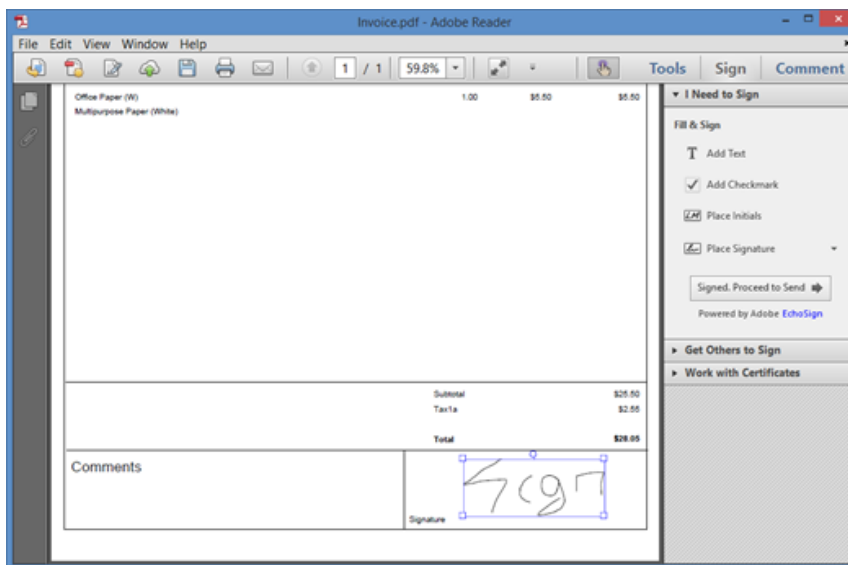 Invoice.pdf - Adobe Reader
File Edit View Window Help
1 / 1 59.8% Tools Sign Comment
Office Paper (W) 1.00 $5.50 $5.50
Multipurpose Paper (White)
I Need to Sign
Fill & Sign
T Add Text
Add Checkmark
LM Place Initials
Place Signature
Signed. Proceed to Send
Powered by Adobe EchoSign
Get Others to Sign
Work with Certificates
Subtotal $25.50
Tax1a $2.55
Total $28.05
Comments
Sign
Signature